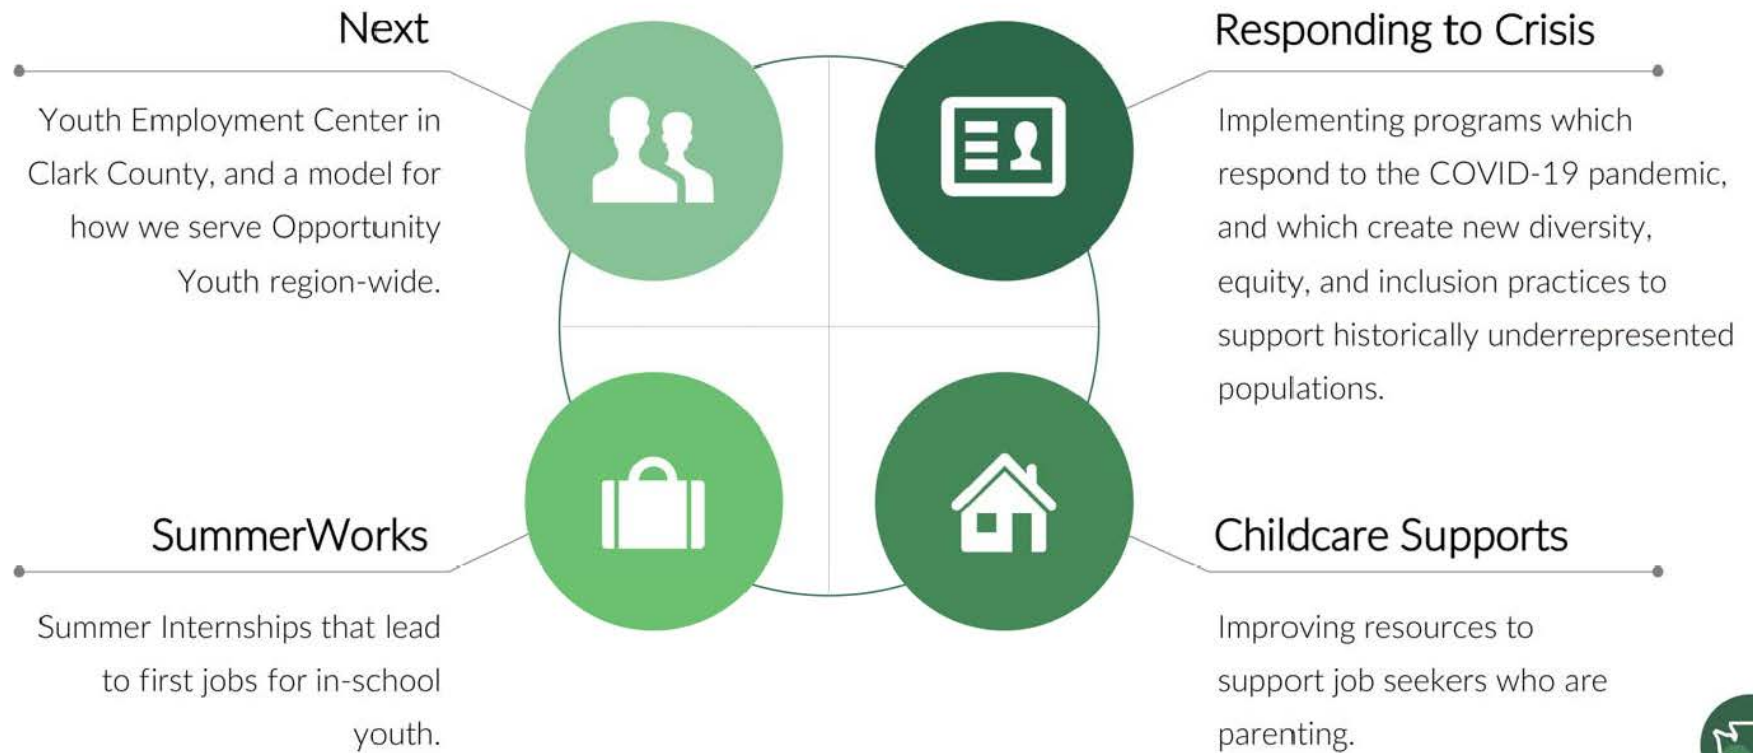 Next
Youth Employment Center in
Clark County, and a model for
how we serve Opportunity
Youth region-wide.
Responding to Crisis
Implementing programs which
respond to the COVID-19 pandemic,
and which create new diversity,
equity, and inclusion practices to
support historically underrepresented
populations.
SummerWorks
Summer Internships that lead
to first jobs for in-school
youth.
Childcare Supports
Improving resources to
support job seekers who are
parenting.